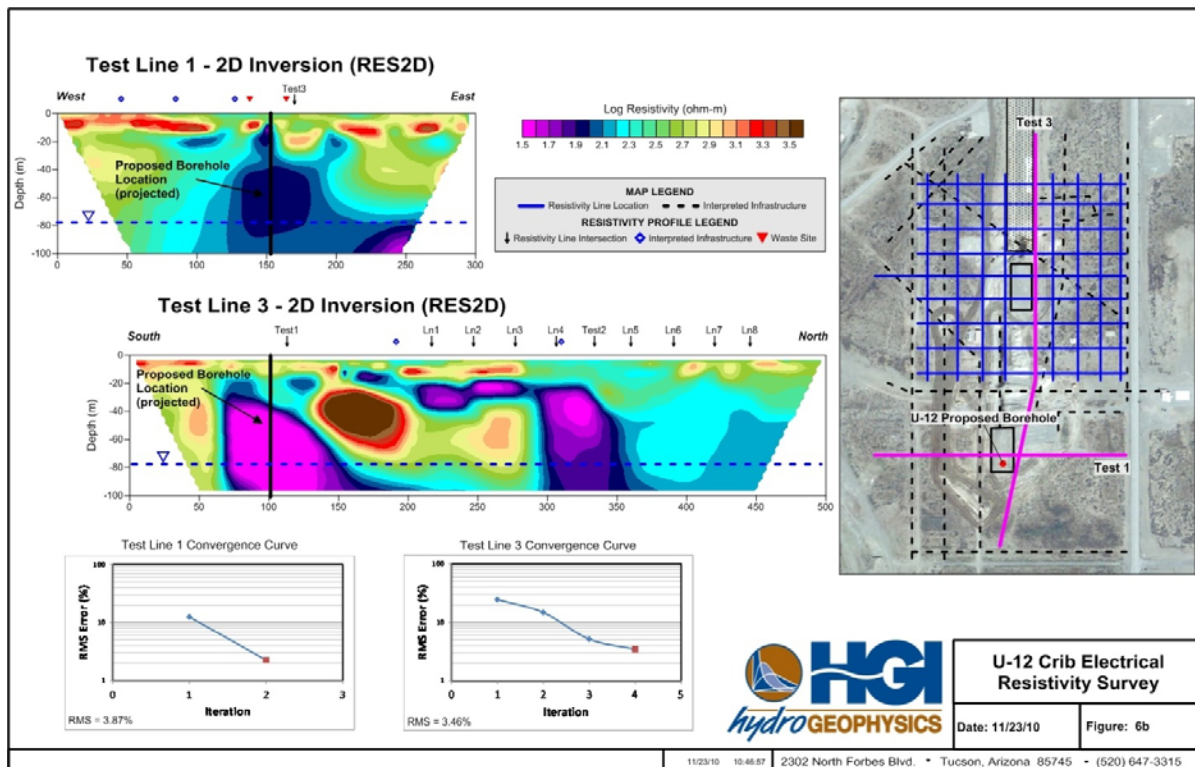 Test Line 1 - 2D Inversion (RES2D)
West
Test3
East
0
-20
-40
-60
-80
-100
Depth (m)
Proposed Borehole
Location
(projected)
0 50 100 150 200 250 300
Log Resistivity (ohm-m)
1.5 1.7 1.9 2.1 2.3 2.5 2.7 2.9 3.1 3.3 3.5
MAP LEGEND
Resistivity Line Location
Interpreted Infrastructure
RESISTIVITY PROFILE LEGEND
Resistivity Line Intersection
Interpreted Infrastructure
Waste Site
Test Line 3 - 2D Inversion (RES2D)
South
Test1
Ln1 Ln2 Ln3 Ln4 Test2 Ln5 Ln6 Ln7 Ln8
North
0
-20
-40
-60
-80
-100
Depth (m)
Proposed Borehole
Location
(projected)
0 50 100 150 200 250 300 350 400 450 500
Test 3
U-12 Proposed Borehole
Test 1
Test Line 1 Convergence Curve
100
10
1
RMS Error (%)
0 1 2 3
Iteration
RMS = 3.87%
Test Line 3 Convergence Curve
100
10
1
RMS Error (%)
0 1 2 3 4 5
Iteration
RMS = 3.46%
HGI
hydroGEOPHYSICS
U-12 Crib Electrical
Resistivity Survey
Date: 11/23/10
Figure: 6b
11/23/10 10:46:57
2302 North Forbes Blvd. • Tucson, Arizona 85745 - (520) 647-3315